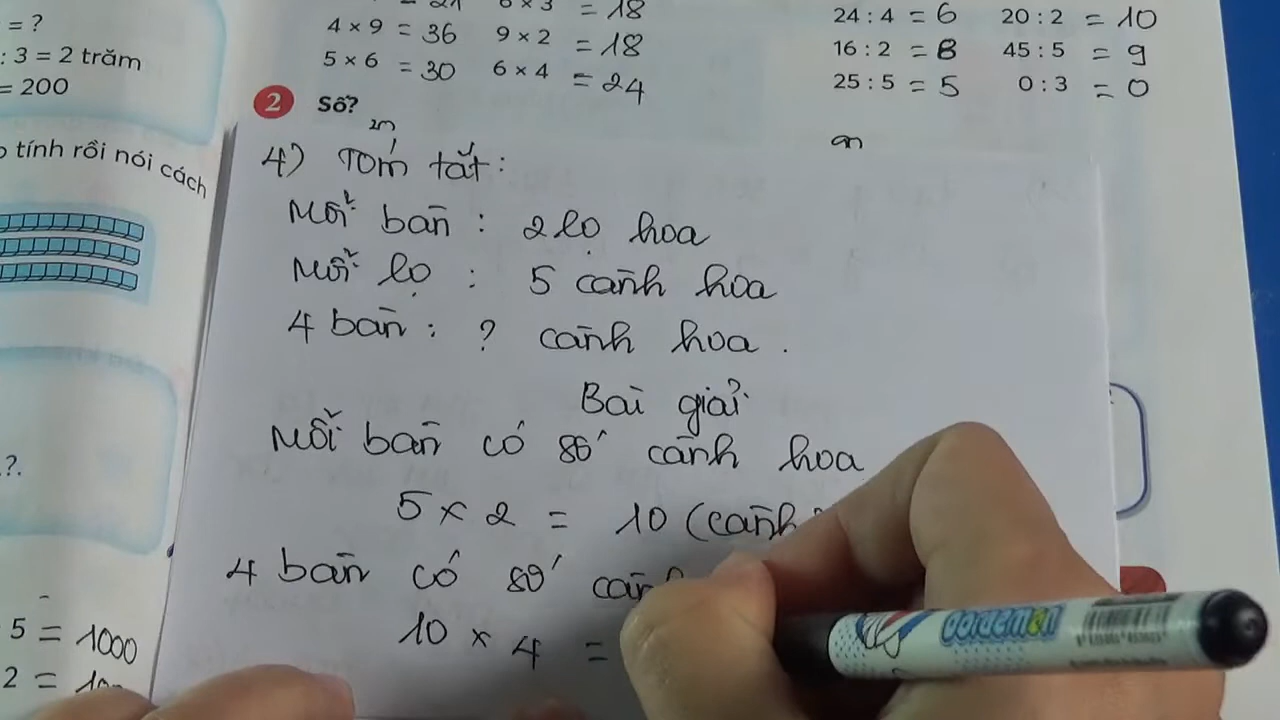 = ?
: 3 = 2 trăm
= 200
tính rồi nói cách
.?.
5 = 1000
2 =
= 18
4 × 9 = 36 9 × 2 = 18
5 × 6 = 30 6 × 4 = 24
24 : 4 = 6 20 : 2 = 10
16 : 2 = 8 45 : 5 = 9
25 : 5 = 5 0 : 3 = 0
2 Số?
4) Tóm tắt:
Mỗi bàn : 2 lọ hoa
Mỗi lọ : 5 cành hoa
4 bàn : ? cành hoa .
Bài giải
Mỗi bàn có số cành hoa
5 × 2 = 10 (cành
4 bàn có số
10 × 4 =
Doraemon